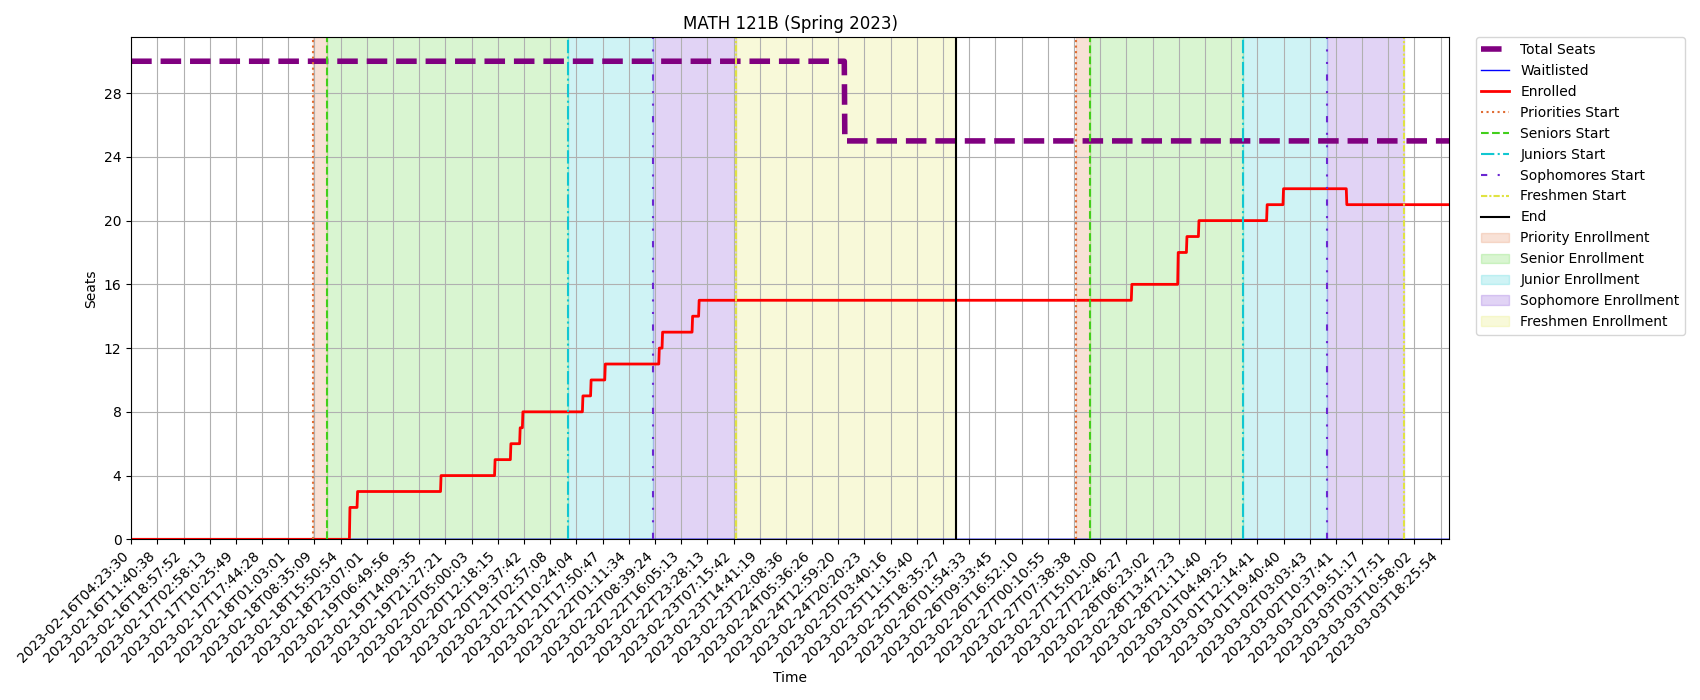 MATH 121B (Spring 2023)
Seats
28
24
20
16
12
8
4
0
2023-02-16T04:23:30
2023-02-16T11:40:38
2023-02-16T18:57:52
2023-02-17T02:58:13
2023-02-17T10:25:49
2023-02-17T17:44:28
2023-02-18T01:03:01
2023-02-18T08:35:09
2023-02-18T15:50:54
2023-02-18T23:07:01
2023-02-19T06:49:56
2023-02-19T14:09:35
2023-02-19T21:27:21
2023-02-20T05:00:03
2023-02-20T12:18:15
2023-02-20T19:37:42
2023-02-21T02:57:08
2023-02-21T10:24:04
2023-02-21T17:50:47
2023-02-22T01:11:34
2023-02-22T08:39:24
2023-02-22T16:05:13
2023-02-22T23:28:13
2023-02-23T07:15:42
2023-02-23T14:41:19
2023-02-23T22:08:36
2023-02-24T05:36:26
2023-02-24T12:59:20
2023-02-24T20:20:23
2023-02-25T03:40:16
2023-02-25T11:15:40
2023-02-25T18:35:27
2023-02-26T01:54:33
2023-02-26T09:33:45
2023-02-26T16:52:10
2023-02-27T00:10:55
2023-02-27T07:38:38
2023-02-27T15:01:00
2023-02-27T22:46:27
2023-02-28T06:23:02
2023-02-28T13:47:23
2023-02-28T21:11:40
2023-03-01T04:49:25
2023-03-01T12:14:41
2023-03-01T19:40:40
2023-03-02T03:03:43
2023-03-02T10:37:41
2023-03-02T19:51:17
2023-03-03T03:17:51
2023-03-03T10:58:02
2023-03-03T18:25:54
Time
Total Seats
Waitlisted
Enrolled
Priorities Start
Seniors Start
Juniors Start
Sophomores Start
Freshmen Start
End
Priority Enrollment
Senior Enrollment
Junior Enrollment
Sophomore Enrollment
Freshmen Enrollment